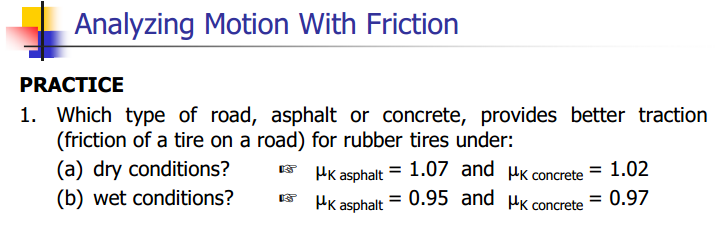 Analyzing Motion With Friction
PRACTICE
1. Which type of road, asphalt or concrete, provides better traction
(friction of a tire on a road) for rubber tires under:
(a) dry conditions? ☞ μK asphalt = 1.07 and μK concrete = 1.02
(b) wet conditions? ☞ μK asphalt = 0.95 and μK concrete = 0.97